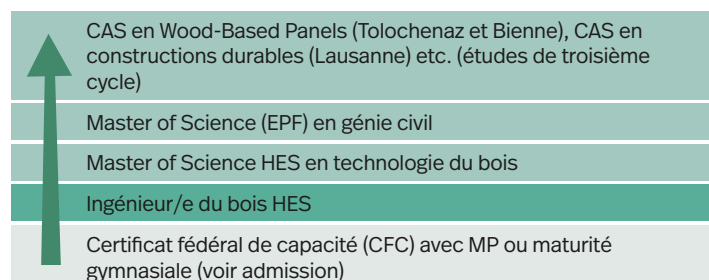 CAS en Wood-Based Panels (Tolochenaz et Bienne), CAS en
constructions durables (Lausanne) etc. (études de troisième
cycle)
Master of Science (EPF) en génie civil
Master of Science HES en technologie du bois
Ingénieur/e du bois HES
Certificat fédéral de capacité (CFC) avec MP ou maturité
gymnasiale (voir admission)